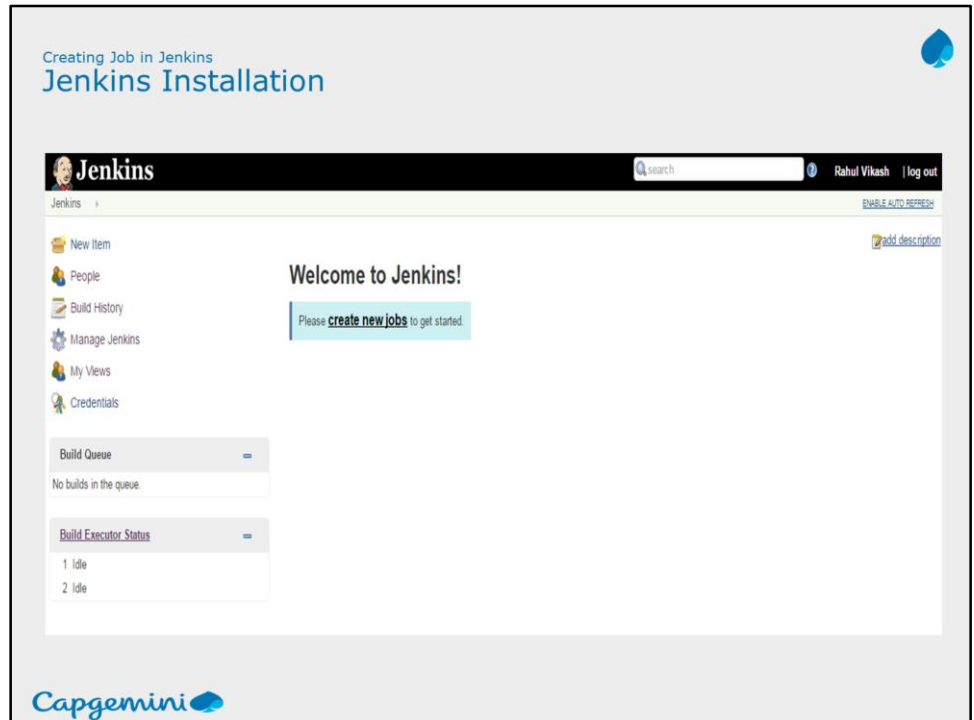 Creating Job in Jenkins
Jenkins Installation
Jenkins
search
Rahul Vikash | log out
Jenkins
ENABLE AUTO REFRESH
add description
New Item
People
Build History
Manage Jenkins
My Views
Credentials
Welcome to Jenkins!
Please create new jobs to get started.
Build Queue
No builds in the queue.
Build Executor Status
1 Idle
2 Idle
Capgemini